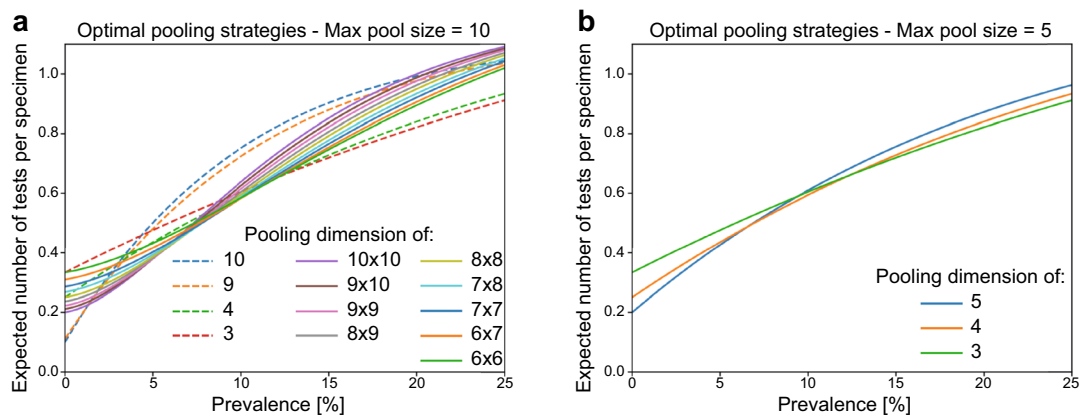 a
Optimal pooling strategies - Max pool size = 10
Expected number of tests per specimen
1.0
0.8
0.6
0.4
0.2
0.0
Pooling dimension of:
10
9
4
3
10x10
9x10
9x9
8x9
8x8
7x8
7x7
6x7
6x6
0
5
10
15
20
25
Prevalence [%]
b
Optimal pooling strategies - Max pool size = 5
Expected number of tests per specimen
1.0
0.8
0.6
0.4
0.2
0.0
Pooling dimension of:
5
4
3
0
5
10
15
20
25
Prevalence [%]